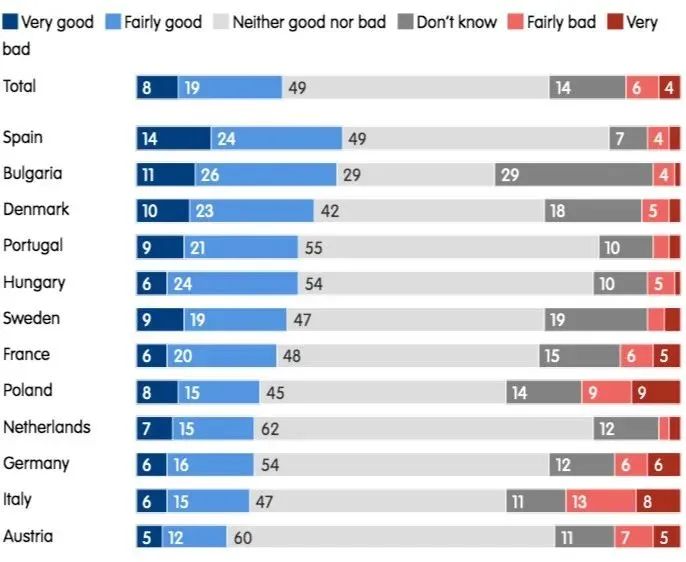 Very good Fairly good Neither good nor bad Don't know Fairly bad Very
bad
Total 8 19 49 14 6 4
Spain 14 24 49 7 4
Bulgaria 11 26 29 29 4
Denmark 10 23 42 18 5
Portugal 9 21 55 10
Hungary 6 24 54 10 5
Sweden 9 19 47 19
France 6 20 48 15 6 5
Poland 8 15 45 14 9 9
Netherlands 7 15 62 12
Germany 6 16 54 12 6 6
Italy 6 15 47 11 13 8
Austria 5 12 60 11 7 5